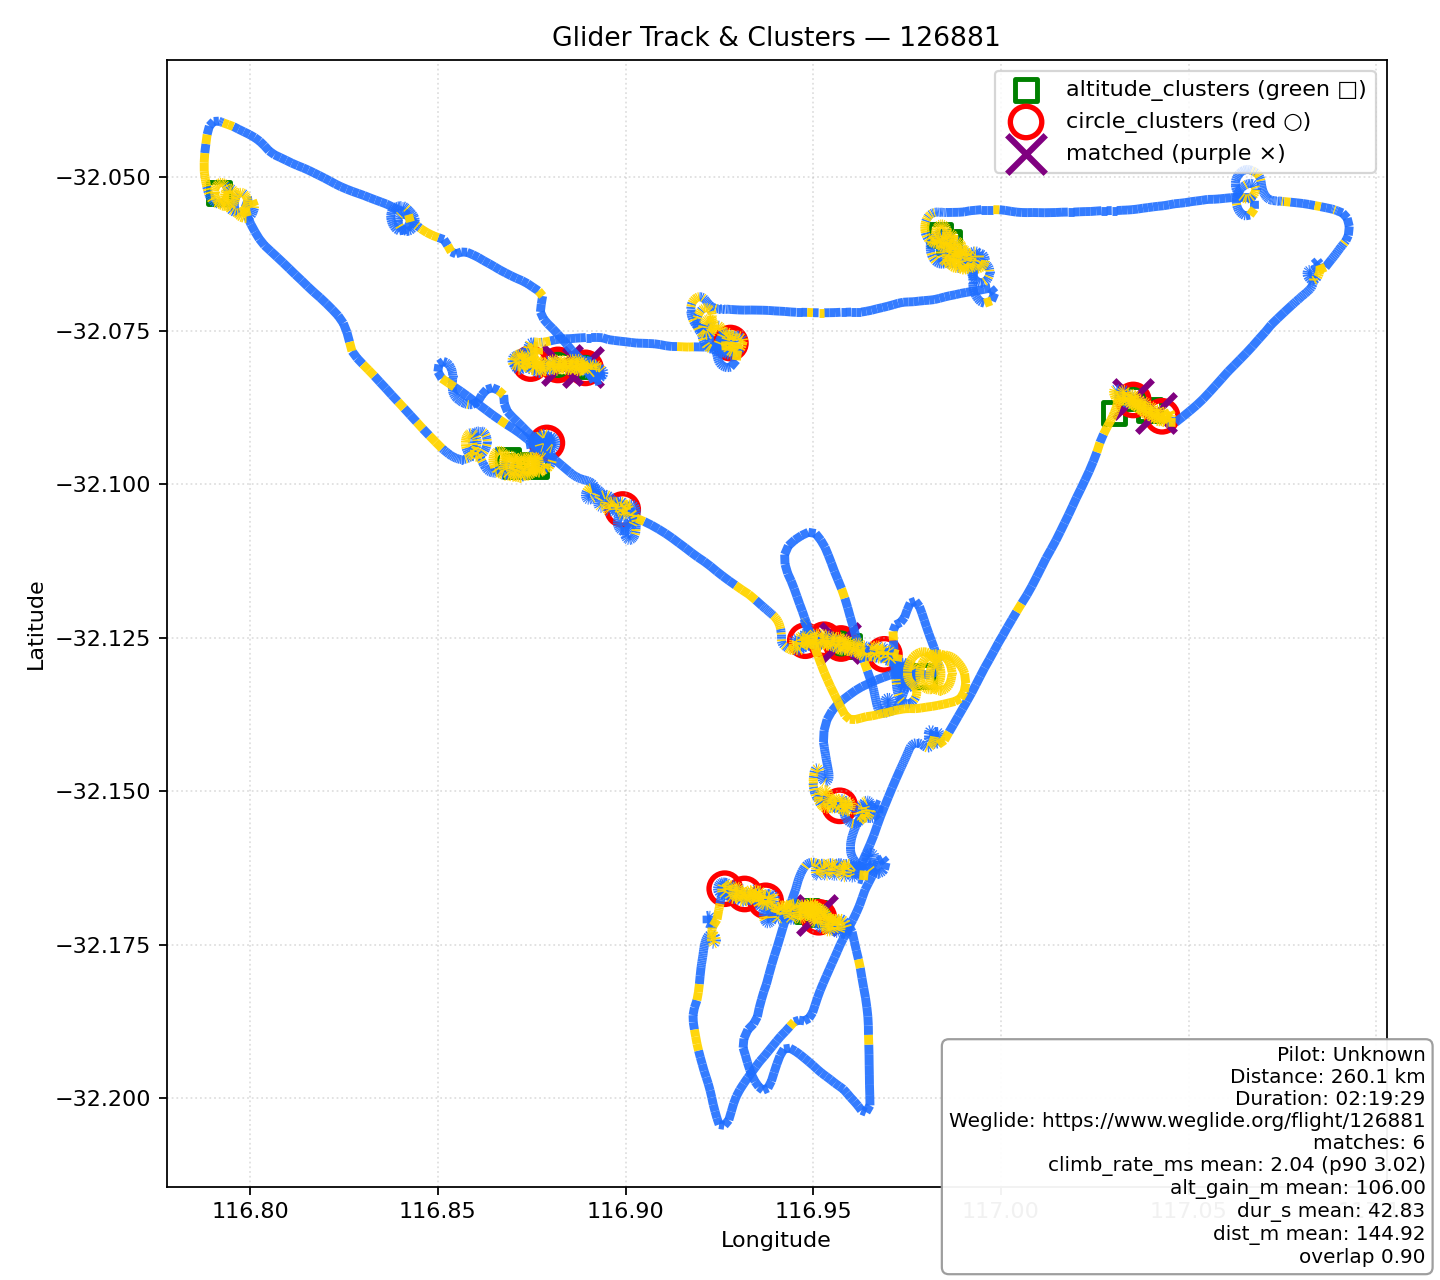 Glider Track & Clusters — 126881
altitude_clusters (green □)
circle_clusters (red ○)
matched (purple ×)
−32.050
−32.075
−32.100
−32.125
−32.150
−32.175
−32.200
Latitude
116.80
116.85
116.90
116.95
117.00
117.05
Longitude
Pilot: Unknown
Distance: 260.1 km
Duration: 02:19:29
Weglide: https://www.weglide.org/flight/126881
matches: 6
climb_rate_ms mean: 2.04 (p90 3.02)
alt_gain_m mean: 106.00
dur_s mean: 42.83
dist_m mean: 144.92
overlap 0.90